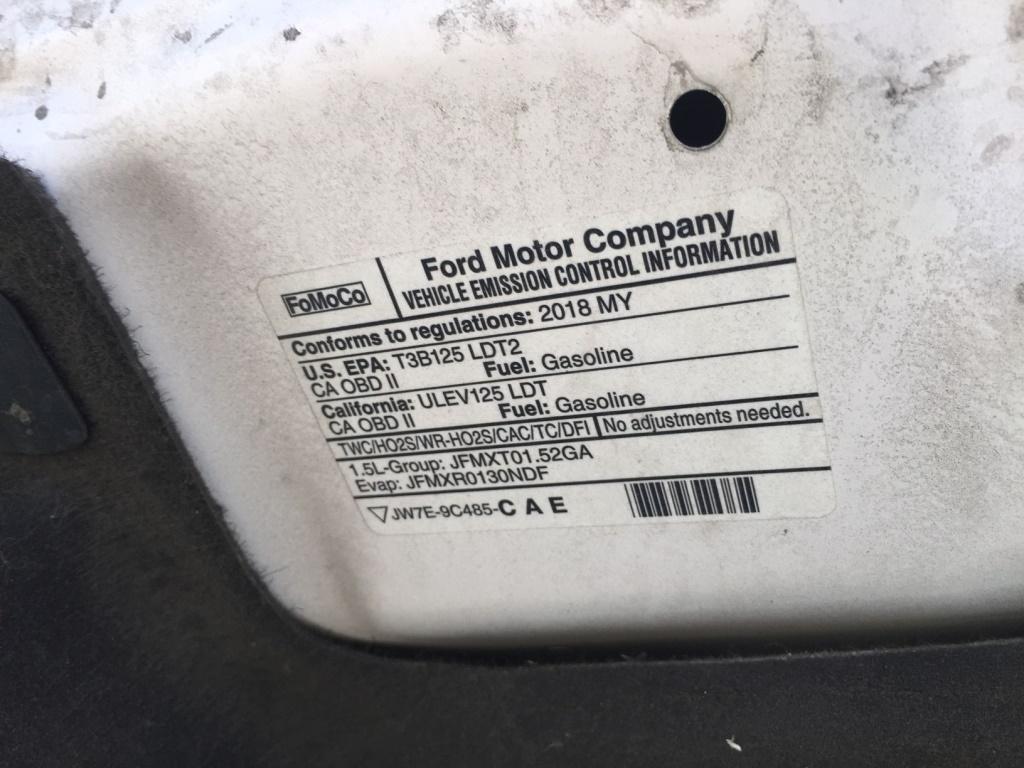 FoMoCo
Ford Motor Company
VEHICLE EMISSION CONTROL INFORMATION
Conforms to regulations: 2018 MY
U.S. EPA: T3B125 LDT2
CA OBD II Fuel: Gasoline
California: ULEV125 LDT
CA OBD II Fuel: Gasoline
TWC/HO2S/WR-HO2S/CAC/TC/DFI No adjustments needed.
1.5L-Group: JFMXT01.52GA
Evap: JFMXR0130NDF
JW7E-9C485-C A E